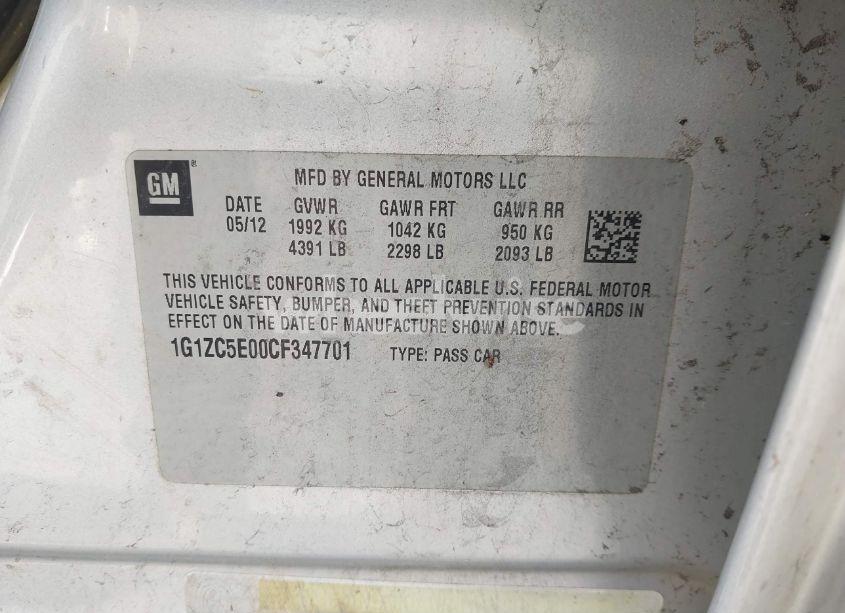 GM
MFD BY GENERAL MOTORS LLC
DATE GVWR GAWR FRT GAWR RR
05/12 1992 KG 1042 KG 950 KG
4391 LB 2298 LB 2093 LB
THIS VEHICLE CONFORMS TO ALL APPLICABLE U.S. FEDERAL MOTOR
VEHICLE SAFETY, BUMPER, AND THEFT PREVENTION STANDARDS IN
EFFECT ON THE DATE OF MANUFACTURE SHOWN ABOVE.
1G1ZC5E00CF347701 TYPE: PASS CAR